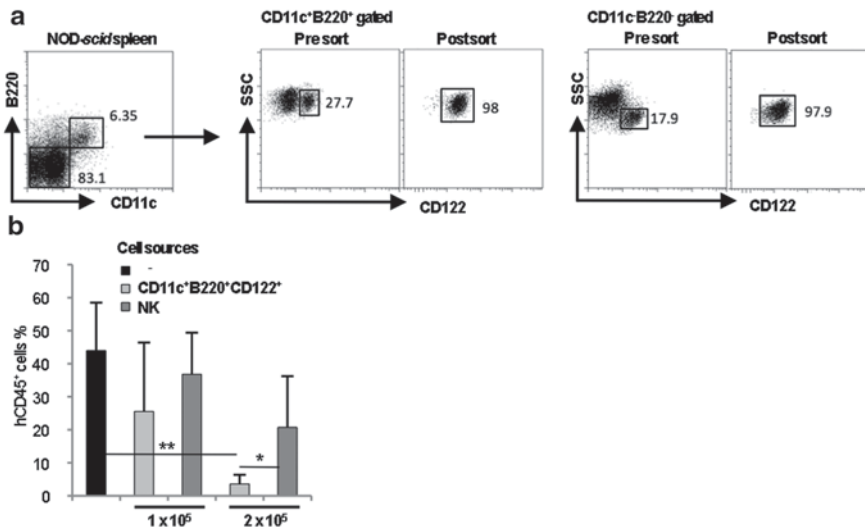 a
NOD-scid spleen
B220
6.35
83.1
CD11c
CD11c⁺B220⁺ gated
Presort
Postsort
SSC
27.7
98
CD122
CD11c⁻B220⁻ gated
Presort
Postsort
SSC
17.9
97.9
CD122
b
Cell sources
-
CD11c⁺B220⁺CD122⁺
NK
hCD45⁺ cells %
70
60
50
40
30
20
10
0
**
*
1 x10⁵
2 x10⁵